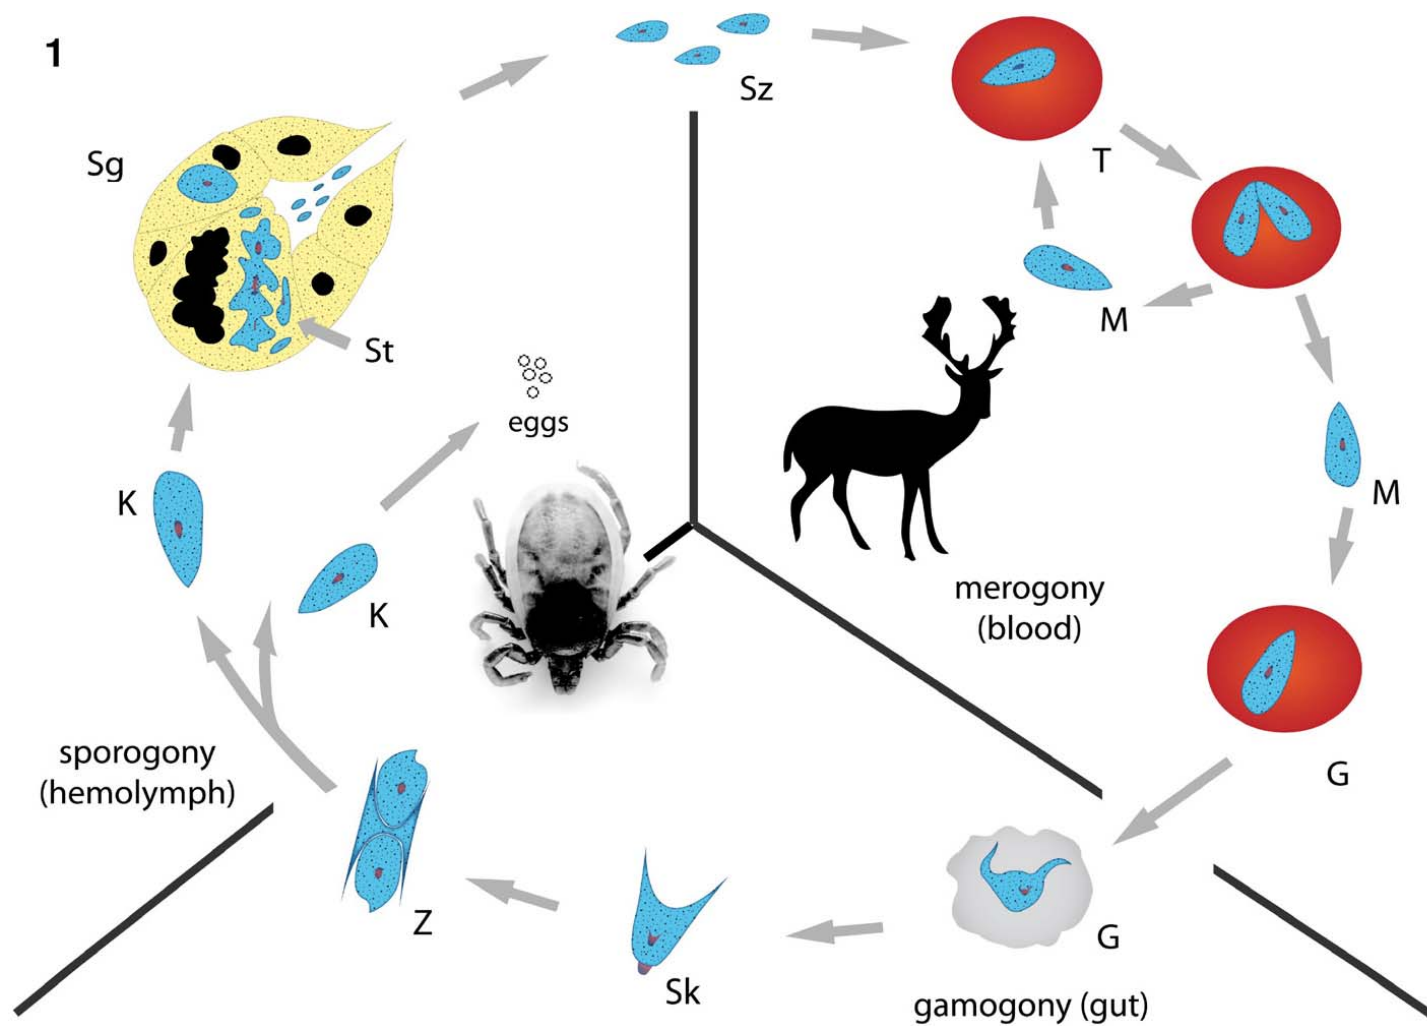 1
Sz
Sg
T
M
St
eggs
K
M
K
merogony
(blood)
sporogony
(hemolymph)
G
Z
G
Sk
gamogony (gut)